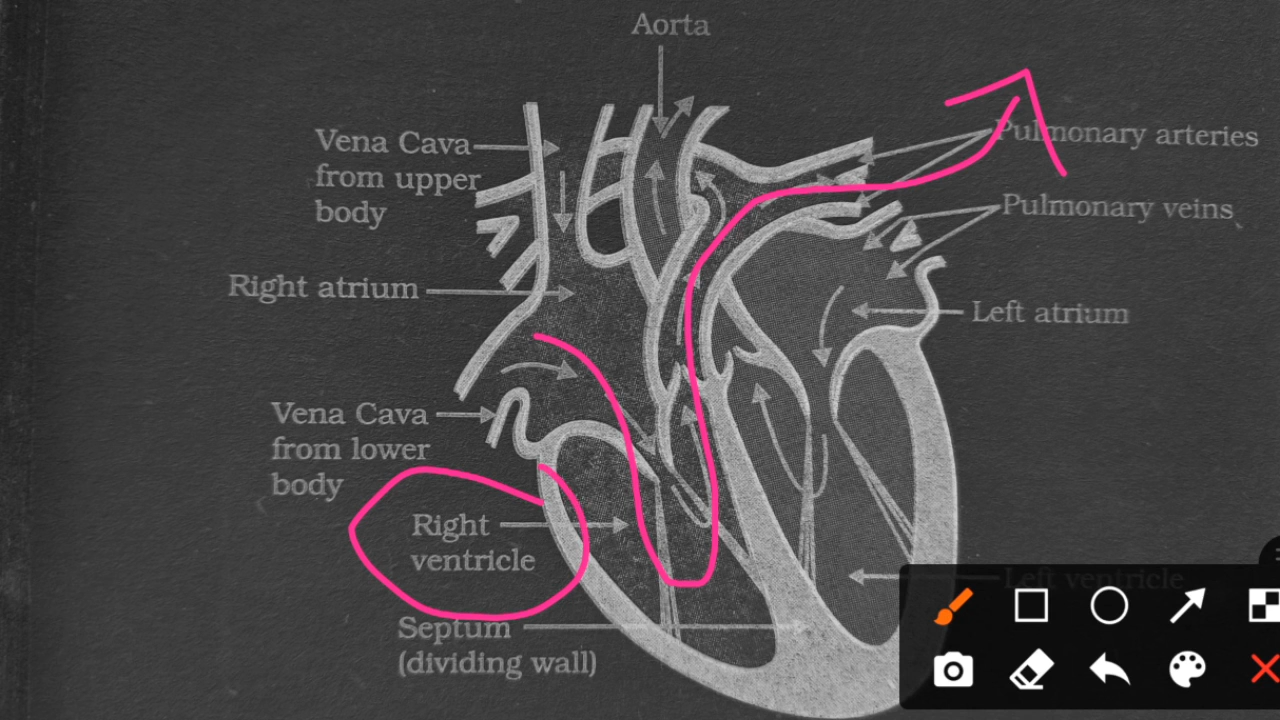 Aorta
Vena Cava
from upper
body
Pulmonary arteries
Pulmonary veins
Right atrium
Left atrium
Vena Cava
from lower
body
Right
ventricle
Left ventricle
Septum
(dividing wall)